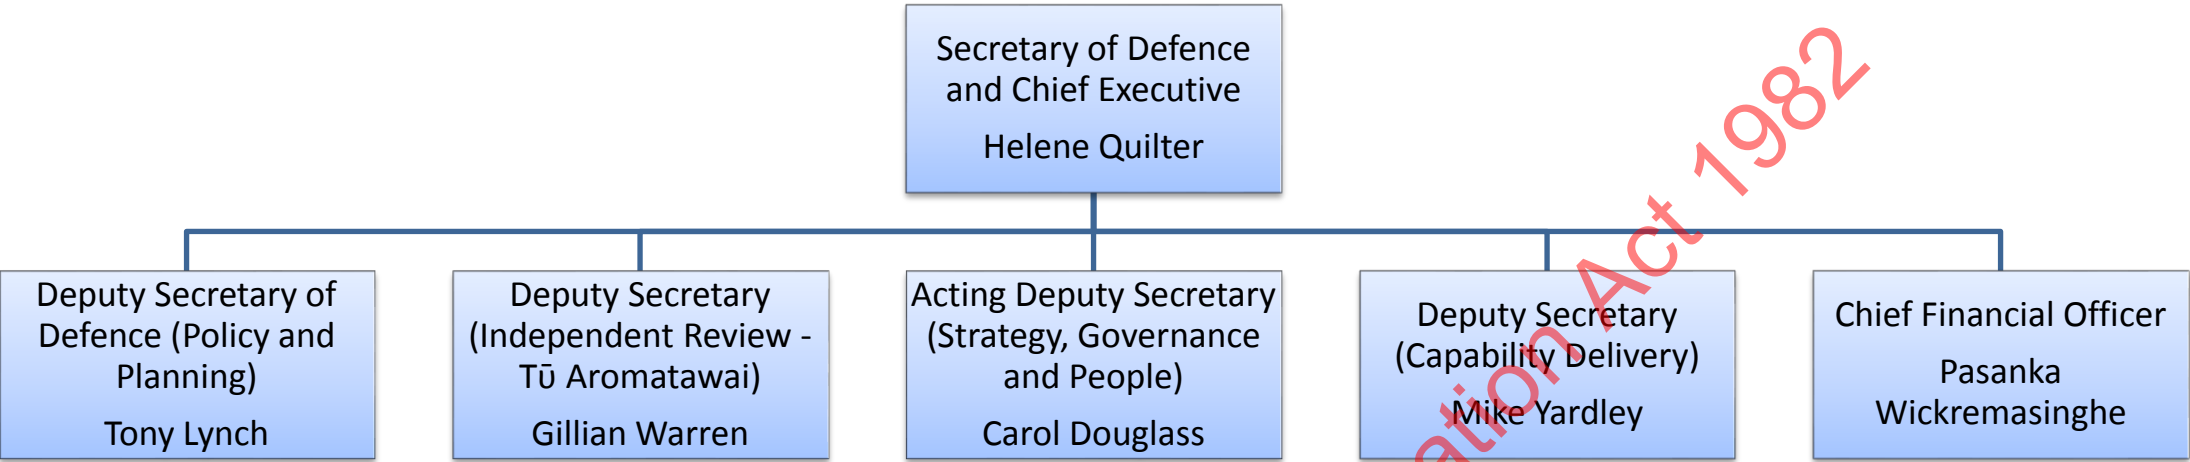 Secretary of Defence
and Chief Executive
Helene Quilter
Deputy Secretary of
Defence (Policy and
Planning)
Tony Lynch
Deputy Secretary
(Independent Review -
Tū Aromatawai)
Gillian Warren
Acting Deputy Secretary
(Strategy, Governance
and People)
Carol Douglass
Deputy Secretary
(Capability Delivery)
Mike Yardley
Chief Financial Officer
Pasanka
Wickremasinghe
ation Act 1982